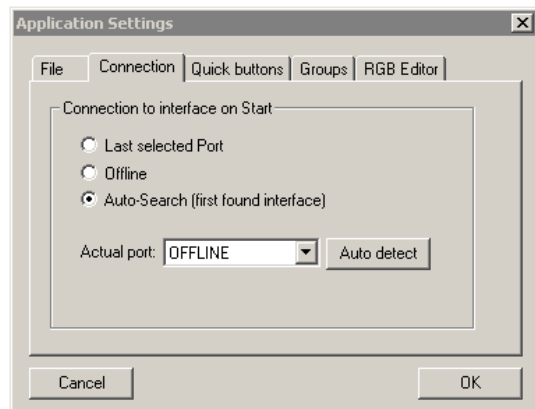 Application Settings
File Connection Quick buttons Groups RGB Editor
Connection to interface on Start
Last selected Port
Offline
Auto-Search (first found interface)
Actual port: OFFLINE Auto detect
Cancel OK